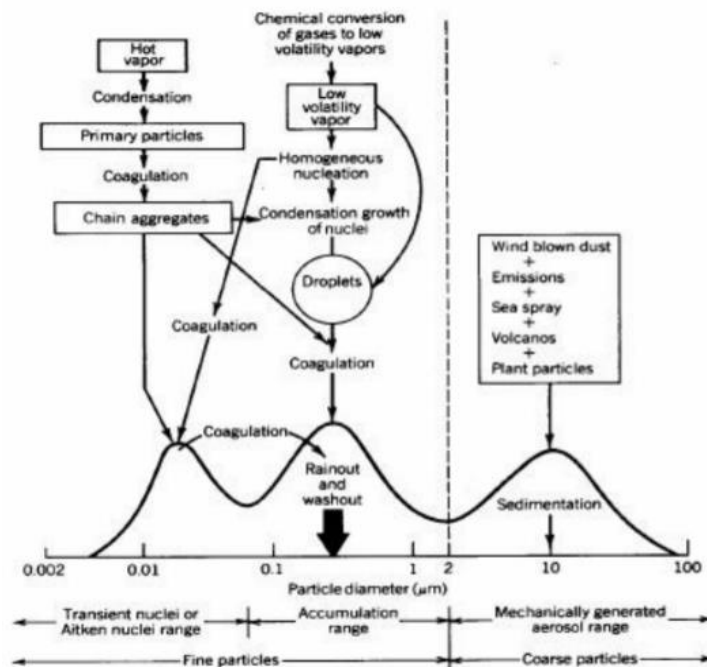 Chemical conversion
of gases to low
volatility vapors
Hot
vapor
Condensation
Primary particles
Coagulation
Chain aggregates
Low
volatility
vapor
Homogeneous
nucleation
Condensation growth
of nuclei
Droplets
Coagulation
Coagulation
Wind blown dust
+
Emissions
+
Sea spray
+
Volcanos
+
Plant particles
Coagulation
Rainout
and
washout
Sedimentation
0.002 0.01 0.1 1 2 10 100
Particle diameter (μm)
Transient nuclei or
Aitken nuclei range
Accumulation
range
Mechanically generated
aerosol range
Fine particles
Coarse particles